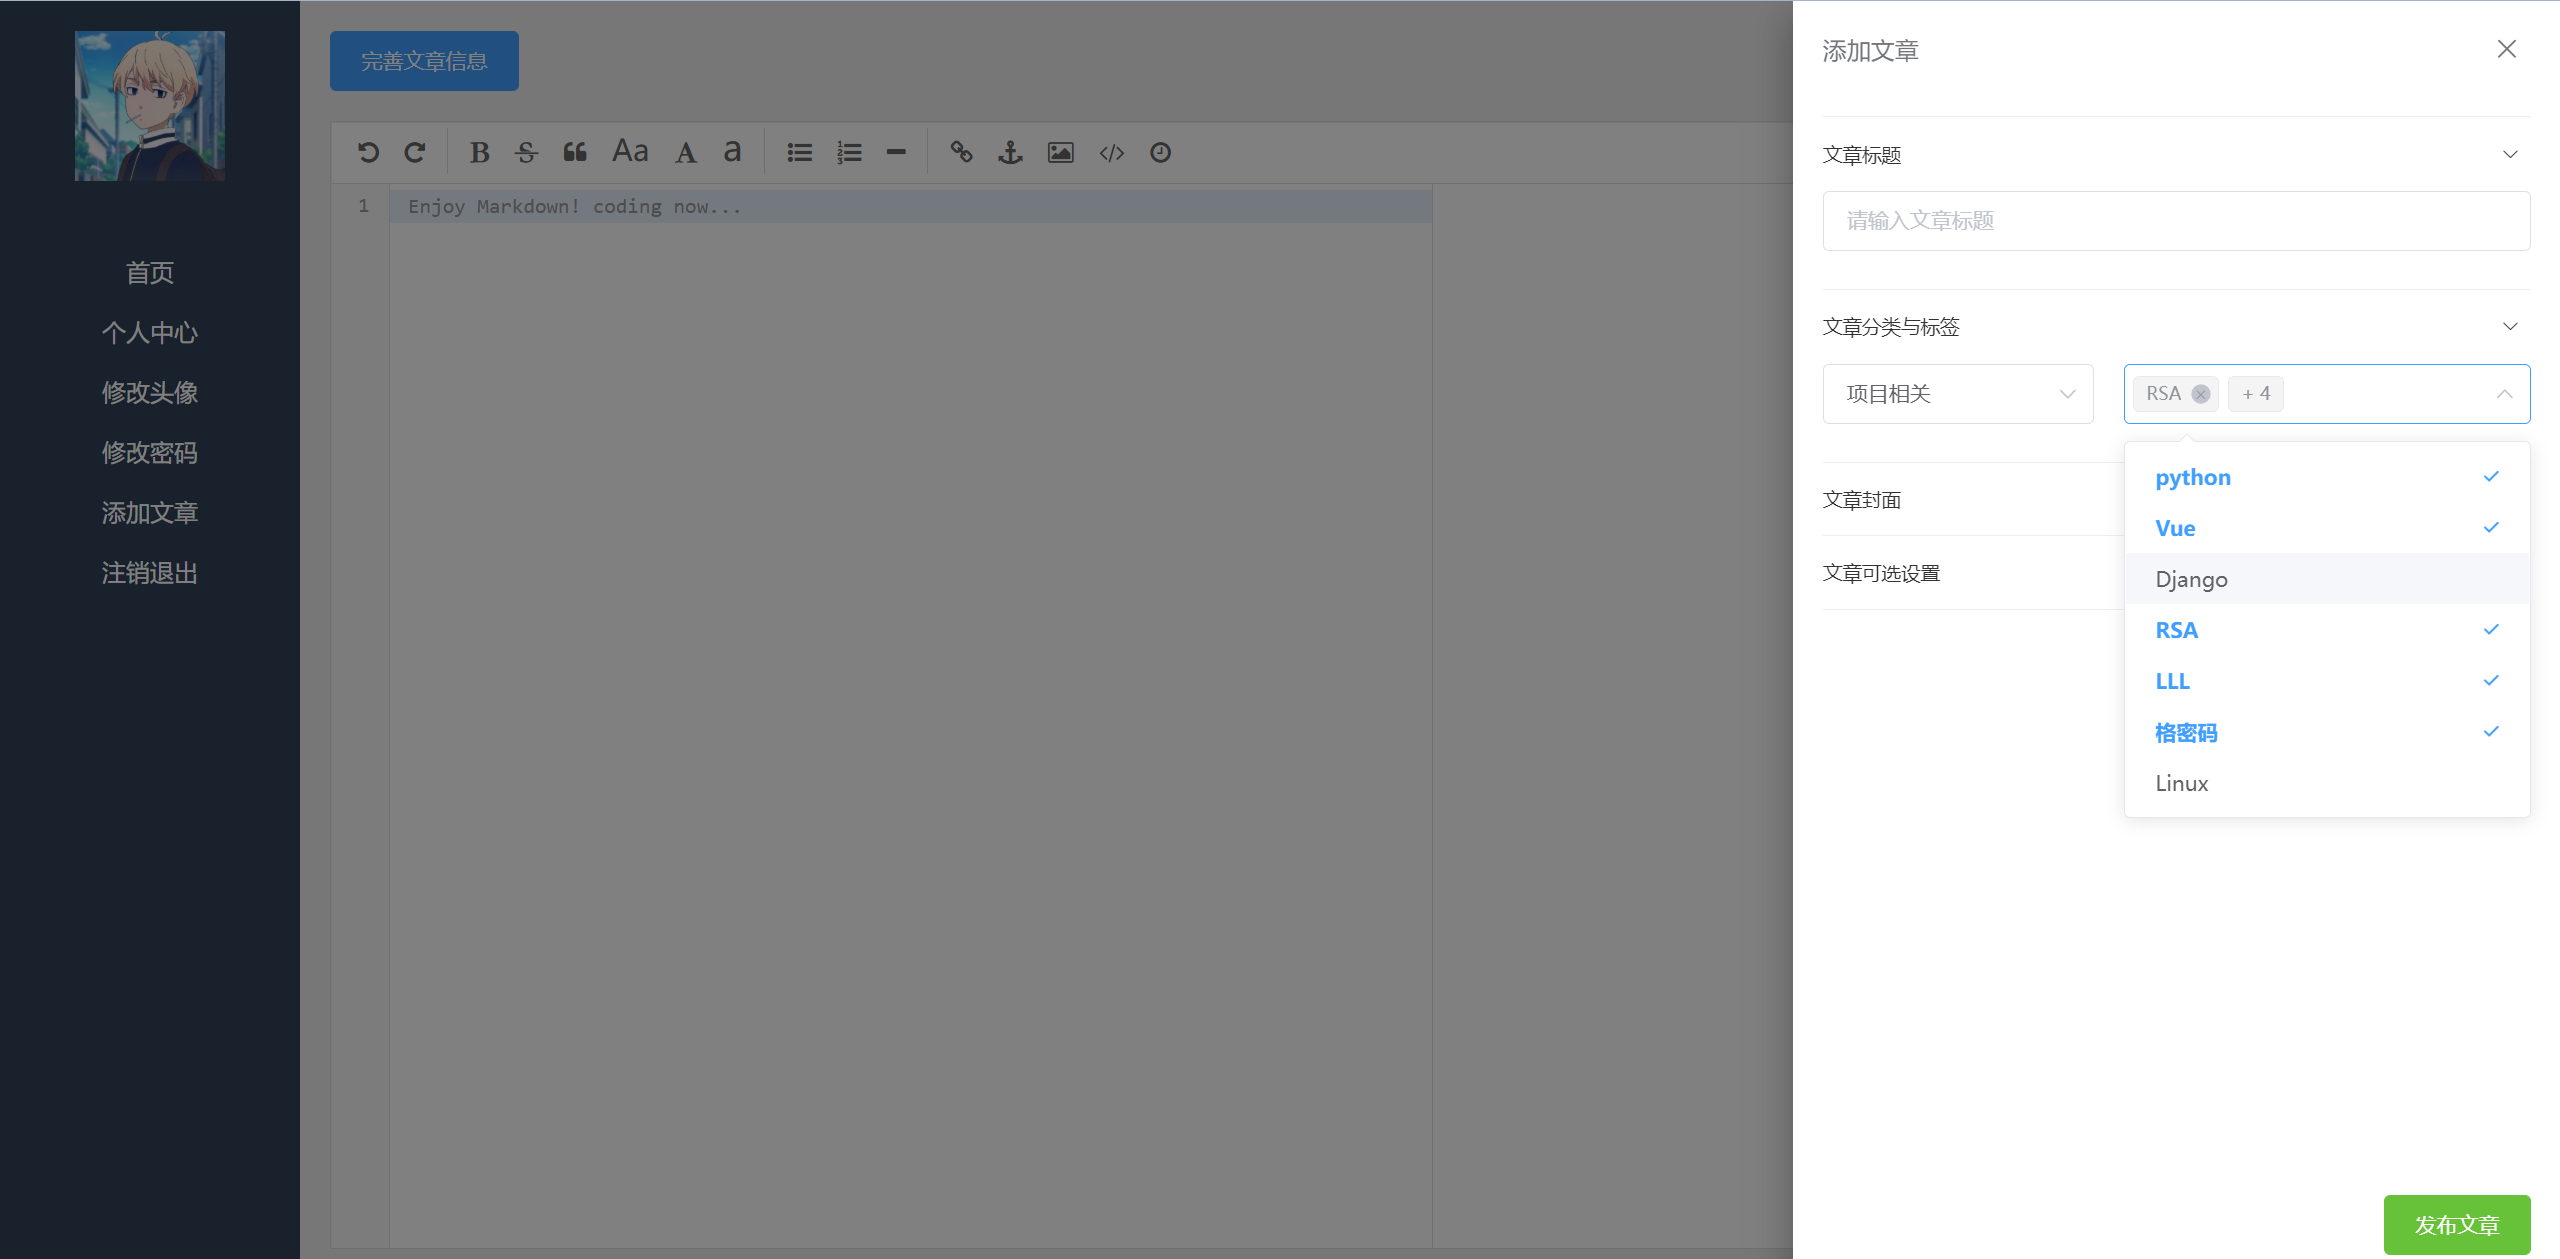 首页
个人中心
修改头像
修改密码
添加文章
注销退出
完善文章信息
B S Aa A a
1 Enjoy Markdown! coding now...
添加文章
文章标题
请输入文章标题
文章分类与标签
项目相关
RSA + 4
python
Vue
Django
RSA
LLL
格密码
Linux
文章封面
文章可选设置
发布文章